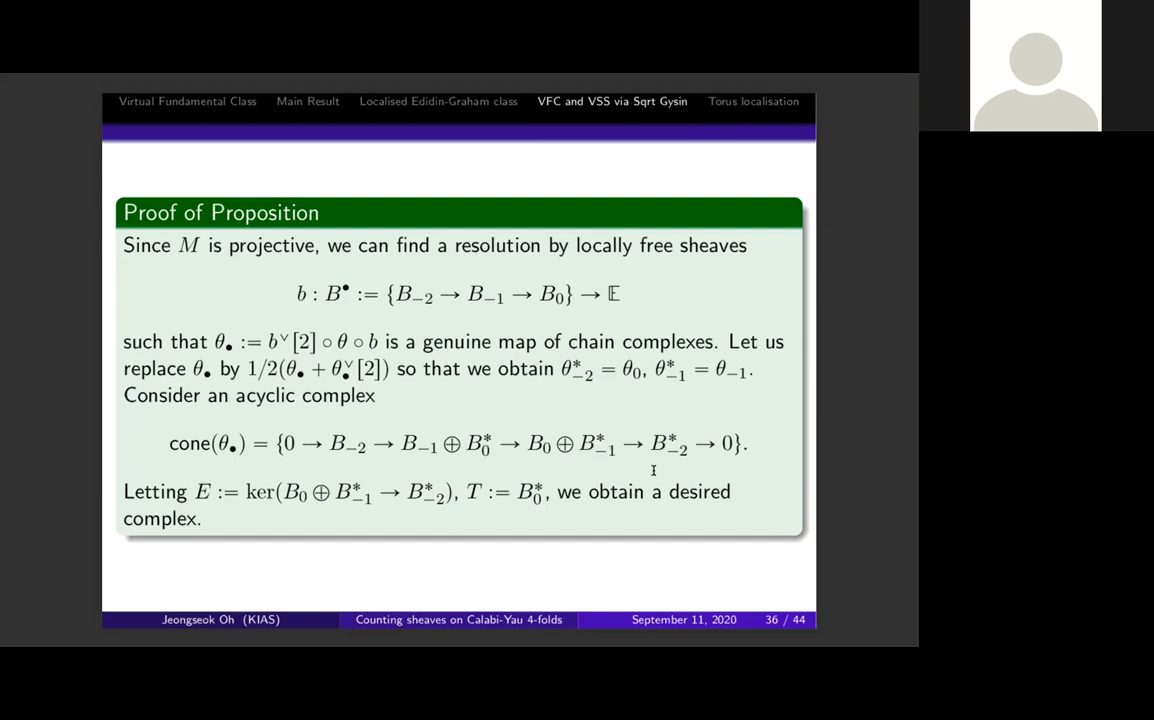 Virtual Fundamental Class Main Result Localised Edidin-Graham class VFC and VSS via Sqrt Gysin Torus localisation
Proof of Proposition
Since M is projective, we can find a resolution by locally free sheaves
b : B• := {B₋₂ → B₋₁ → B₀} → 𝔼
such that θ• := b^∨[2] ∘ θ ∘ b is a genuine map of chain complexes. Let us
replace θ• by 1/2(θ• + θ•^∨[2]) so that we obtain θ*₋₂ = θ₀, θ*₋₁ = θ₋₁.
Consider an acyclic complex
cone(θ•) = {0 → B₋₂ → B₋₁ ⊕ B*₀ → B₀ ⊕ B*₋₁ → B*₋₂ → 0}.
Letting E := ker(B₀ ⊕ B*₋₁ → B*₋₂), T := B*₀, we obtain a desired
complex.
Jeongseok Oh (KIAS) Counting sheaves on Calabi-Yau 4-folds September 11, 2020 36 / 44